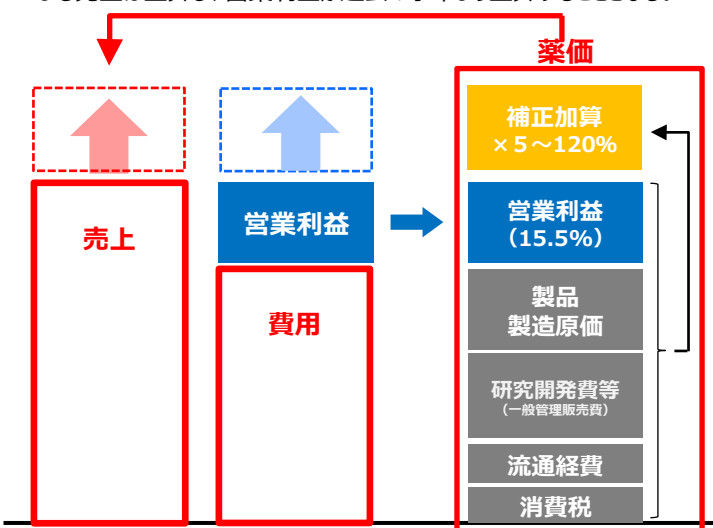 薬価
補正加算
×５～120%
売上
営業利益
営業利益
（15.5%）
費用
製品
製造原価
研究開発費等
（一般管理販売費）
流通経費
消費税